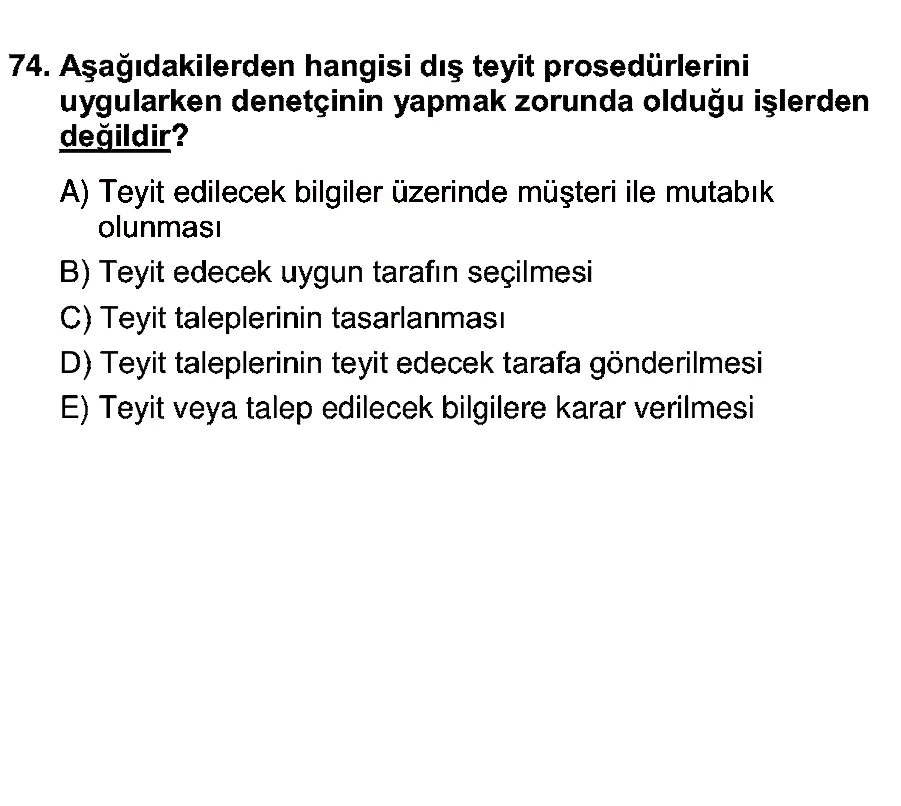 74. Aşağıdakilerden hangisi dış teyit prosedürlerini
uygularken denetçinin yapmak zorunda olduğu işlerden
değildir?
A) Teyit edilecek bilgiler üzerinde müşteri ile mutabık
olunması
B) Teyit edecek uygun tarafın seçilmesi
C) Teyit taleplerinin tasarlanması
D) Teyit taleplerinin teyit edecek tarafa gönderilmesi
E) Teyit veya talep edilecek bilgilere karar verilmesi